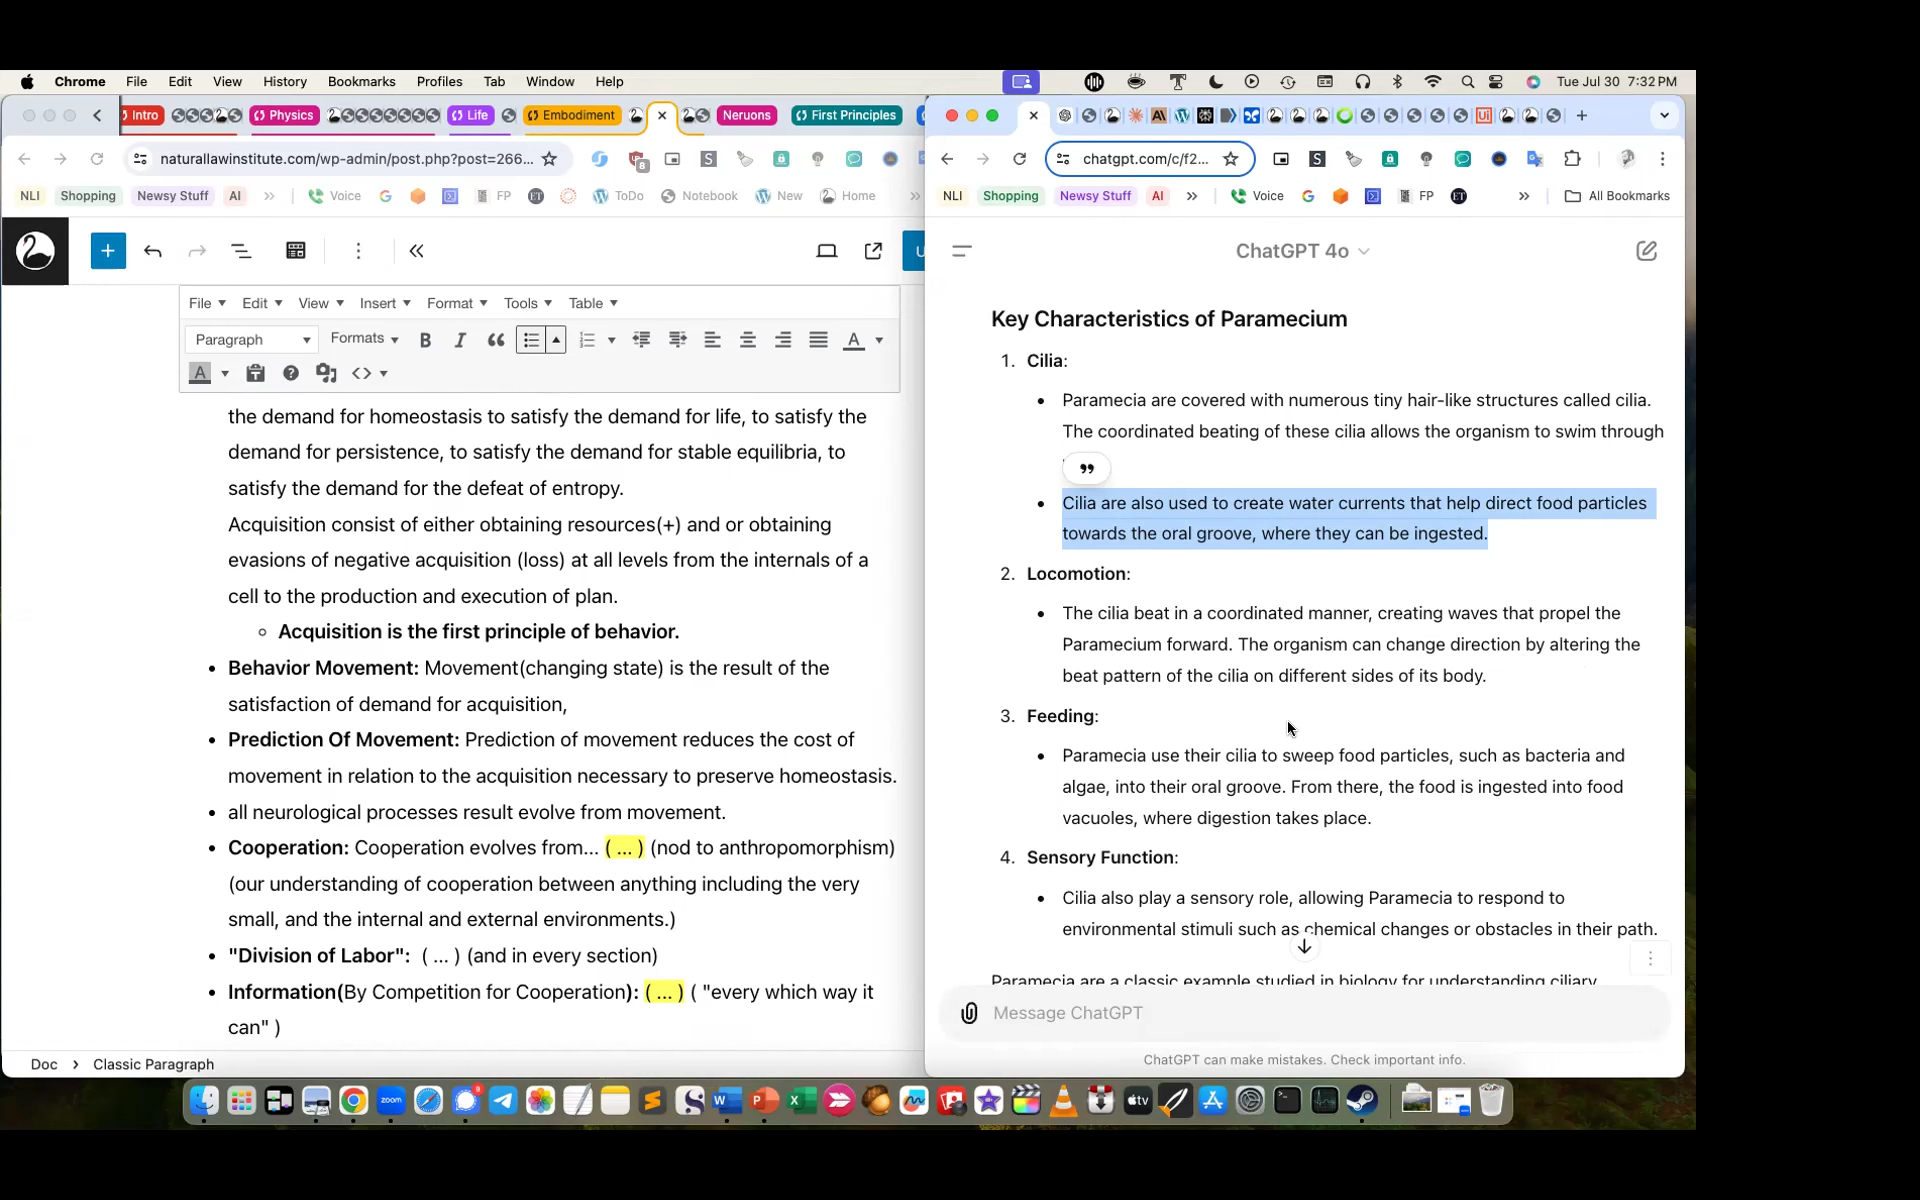 Chrome File Edit View History Bookmarks Profiles Tab Window Help Tue Jul 30 7:32 PM
Intro Physics Life Embodiment Neruons First Principles
naturallawinstitute.com/wp-admin/post.php?post=266...
8
NLI Shopping Newsy Stuff AI » Voice FP ET ToDo Notebook New Home »
File Edit View Insert Format Tools Table
Paragraph Formats B I A
A
the demand for homeostasis to satisfy the demand for life, to satisfy the
demand for persistence, to satisfy the demand for stable equilibria, to
satisfy the demand for the defeat of entropy.
Acquisition consist of either obtaining resources(+) and or obtaining
evasions of negative acquisition (loss) at all levels from the internals of a
cell to the production and execution of plan.
Acquisition is the first principle of behavior.
Behavior Movement: Movement(changing state) is the result of the
satisfaction of demand for acquisition,
Prediction Of Movement: Prediction of movement reduces the cost of
movement in relation to the acquisition necessary to preserve homeostasis.
all neurological processes result evolve from movement.
Cooperation: Cooperation evolves from... ( ... ) (nod to anthropomorphism)
(our understanding of cooperation between anything including the very
small, and the internal and external environments.)
"Division of Labor": ( ... ) (and in every section)
Information(By Competition for Cooperation): ( ... ) ( "every which way it
can" )
Doc › Classic Paragraph
chatgpt.com/c/f2...
NLI Shopping Newsy Stuff AI » Voice FP ET » All Bookmarks
ChatGPT 4o
Key Characteristics of Paramecium
1. Cilia:
Paramecia are covered with numerous tiny hair-like structures called cilia.
The coordinated beating of these cilia allows the organism to swim through
Cilia are also used to create water currents that help direct food particles
towards the oral groove, where they can be ingested.
2. Locomotion:
The cilia beat in a coordinated manner, creating waves that propel the
Paramecium forward. The organism can change direction by altering the
beat pattern of the cilia on different sides of its body.
3. Feeding:
Paramecia use their cilia to sweep food particles, such as bacteria and
algae, into their oral groove. From there, the food is ingested into food
vacuoles, where digestion takes place.
4. Sensory Function:
Cilia also play a sensory role, allowing Paramecia to respond to
environmental stimuli such as chemical changes or obstacles in their path.
Paramecia are a classic example studied in biology for understanding ciliary
Message ChatGPT
ChatGPT can make mistakes. Check important info.
zoom tv